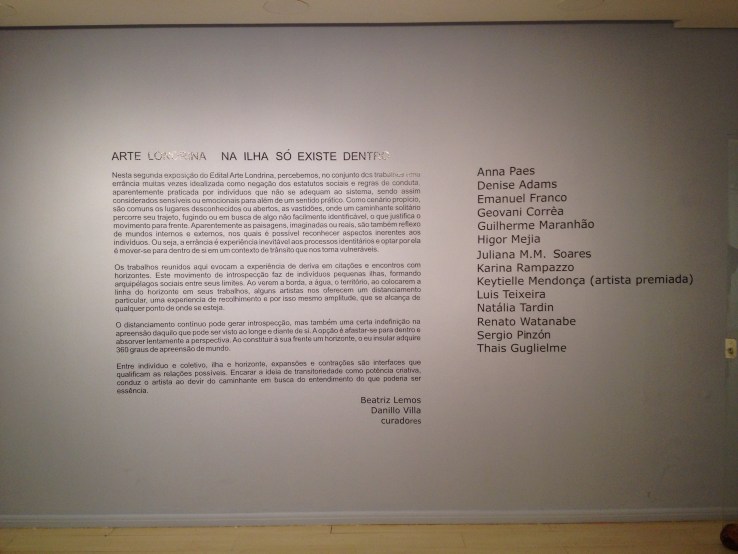 ARTE LONDRINA NA ILHA SÓ EXISTE DENTRO
Nesta segunda exposição do Edital Arte Londrina, percebemos, no conjunto dos trabalhos uma
errância muitas vezes idealizada como negação dos estatutos sociais e regras de conduta,
aparentemente praticada por indivíduos que não se adequam ao sistema, sendo assim
considerados sensíveis ou emocionais para além de um sentido prático. Como cenário propício,
são comuns os lugares desconhecidos ou abertos, as vastidões, onde um caminhante solitário
percorre seu trajeto, fugindo ou em busca de algo não facilmente identificável, o que justifica o
movimento para frente. Aparentemente as paisagens, imaginadas ou reais, são também reflexo
de mundos internos e externos, nos quais é possível reconhecer aspectos inerentes aos
indivíduos. Ou seja, a errância é experiência inevitável aos processos identitários e optar por ela
é mover-se para dentro de si em um contexto de trânsito que nos torna vulneráveis.
Os trabalhos reunidos aqui evocam a experiência de deriva em citações e encontros com
horizontes. Este movimento de introspecção faz de indivíduos pequenas ilhas, formando
arquipélagos sociais entre seus limites. Ao verem a borda, a água, o território, ao colocarem a
linha do horizonte em seus trabalhos, alguns artistas nos oferecem um distanciamento
particular, uma experiencia de recolhimento e por isso mesmo amplitude, que se alcança de
qualquer ponto de onde se esteja.
O distanciamento contínuo pode gerar introspecção, mas também uma certa indefinição na
apreensão daquilo que pode ser visto ao longe e diante de si. A opção é afastar-se para dentro e
absorver lentamente a perspectiva. Ao constituir à sua frente um horizonte, o eu insular adquire
360 graus de apreensão de mundo.
Entre indivíduo e coletivo, ilha e horizonte, expansões e contrações são interfaces que
qualificam as relações possíveis. Encarar a ideia de transitoriedade como potência criativa,
conduz o artista ao devir do caminhante em busca do entendimento do que poderia ser
essência.
Beatriz Lemos
Danillo Villa
curadores
Anna Paes
Denise Adams
Emanuel Franco
Geovani Corrêa
Guilherme Maranhão
Higor Mejia
Juliana M.M. Soares
Karina Rampazzo
Keytielle Mendonça (artista premiada)
Luis Teixeira
Natália Tardin
Renato Watanabe
Sergio Pinzón
Thais Guglielme